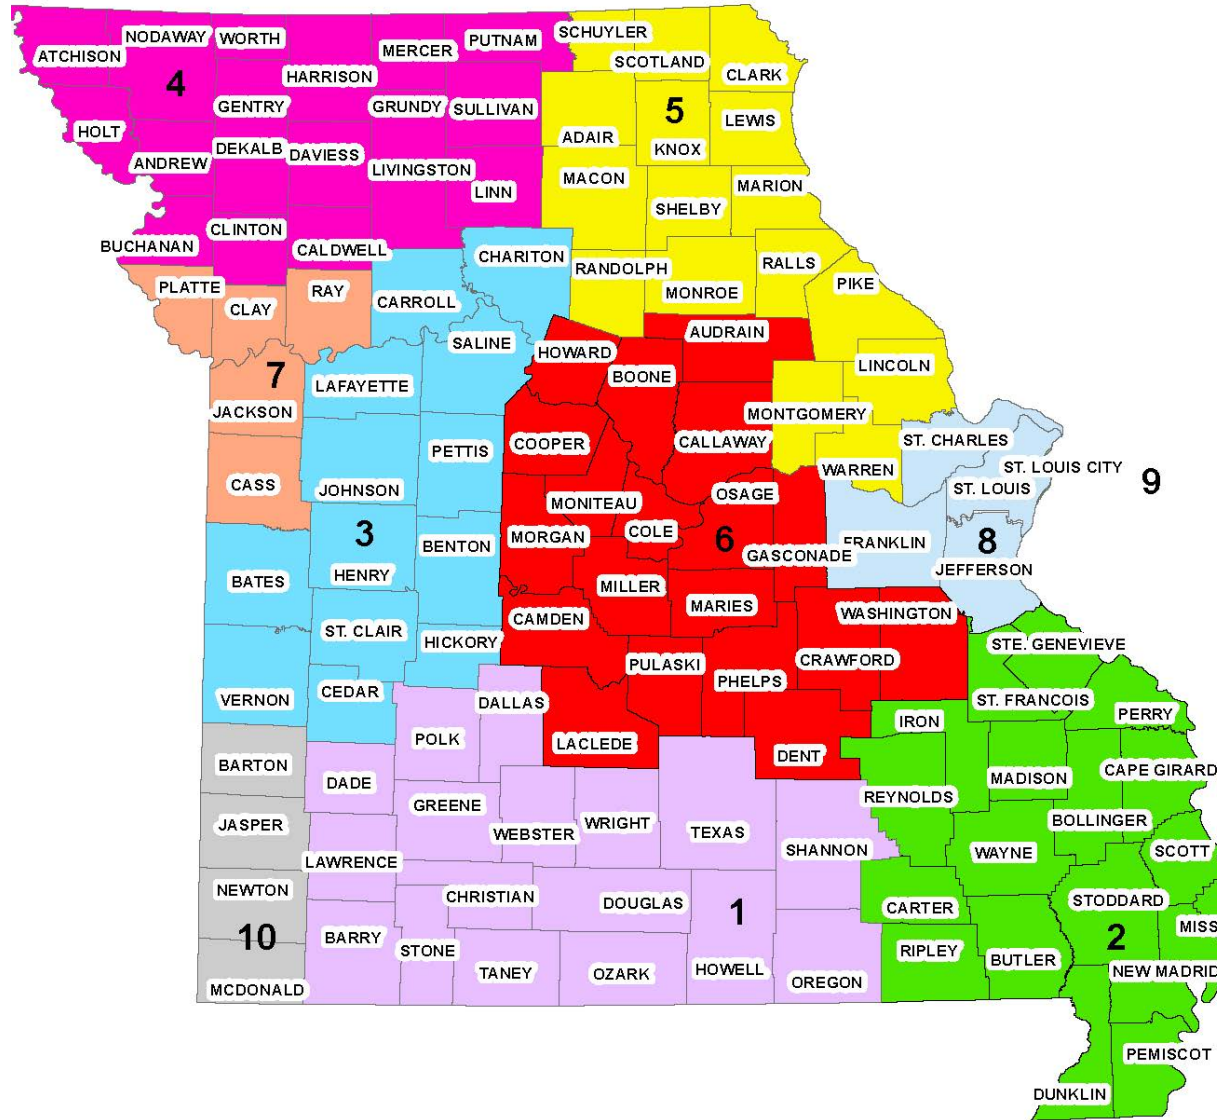 SCHUYLER
NODAWAY WORTH PUTNAM
ATCHISON MERCER SCOTLAND
HARRISON CLARK
4
GENTRY GRUNDY SULLIVAN 5 LEWIS
HOLT ADAIR
DEKALB DAVIESS KNOX
ANDREW LIVINGSTON MACON MARION
LINN SHELBY
CLINTON
BUCHANAN CALDWELL CHARITON RANDOLPH RALLS
PLATTE RAY CARROLL MONROE PIKE
CLAY AUDRAIN
SALINE HOWARD
7 LAFAYETTE BOONE LINCOLN
JACKSON MONTGOMERY
COOPER CALLAWAY ST. CHARLES
PETTIS WARREN ST. LOUIS CITY
CASS JOHNSON OSAGE ST. LOUIS 9
MONITEAU
3 BENTON MORGAN COLE 6 GASCONADE FRANKLIN 8
BATES HENRY MILLER JEFFERSON
MARIES WASHINGTON
ST. CLAIR HICKORY CAMDEN
STE. GENEVIEVE
PULASKI CRAWFORD
VERNON CEDAR DALLAS PHELPS ST. FRANCOIS
IRON PERRY
POLK LACLEDE DENT
BARTON DADE MADISON CAPE GIRARD
GREENE REYNOLDS
JASPER WEBSTER WRIGHT TEXAS SHANNON BOLLINGER
LAWRENCE WAYNE SCOTT
NEWTON CHRISTIAN DOUGLAS 1 CARTER STODDARD
10 BARRY STONE RIPLEY BUTLER 2 MISS
MCDONALD TANEY OZARK HOWELL OREGON NEW MADRID
PEMISCOT
DUNKLIN